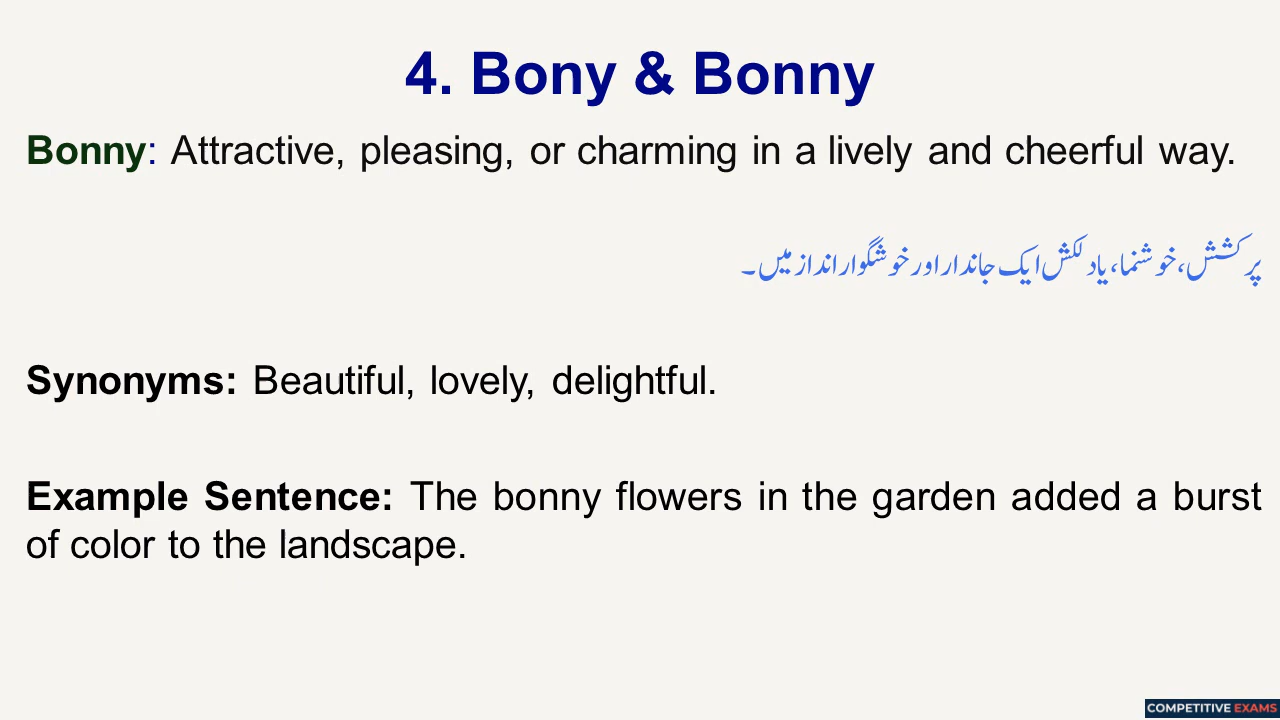 4. Bony & Bonny
Bonny: Attractive, pleasing, or charming in a lively and cheerful way.
پرکشش، خوشنما، یا دلکش ایک جاندار اور خوشگوار انداز میں۔
Synonyms: Beautiful, lovely, delightful.
Example Sentence: The bonny flowers in the garden added a burst
of color to the landscape.
COMPETITIVE EXAMS